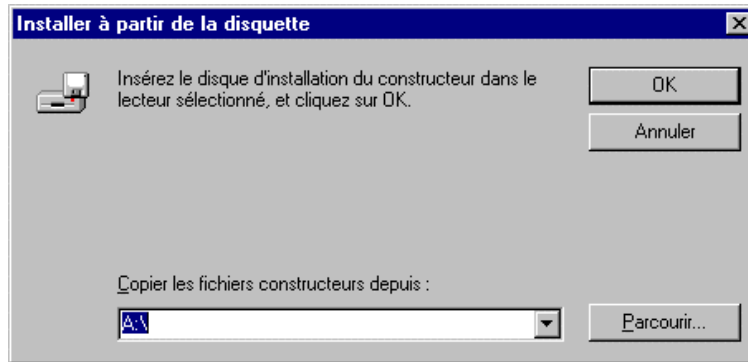 Installer à partir de la disquette
Insérez le disque d'installation du constructeur dans le
lecteur sélectionné, et cliquez sur OK.
OK
Annuler
Copier les fichiers constructeurs depuis :
A:\
Parcourir...